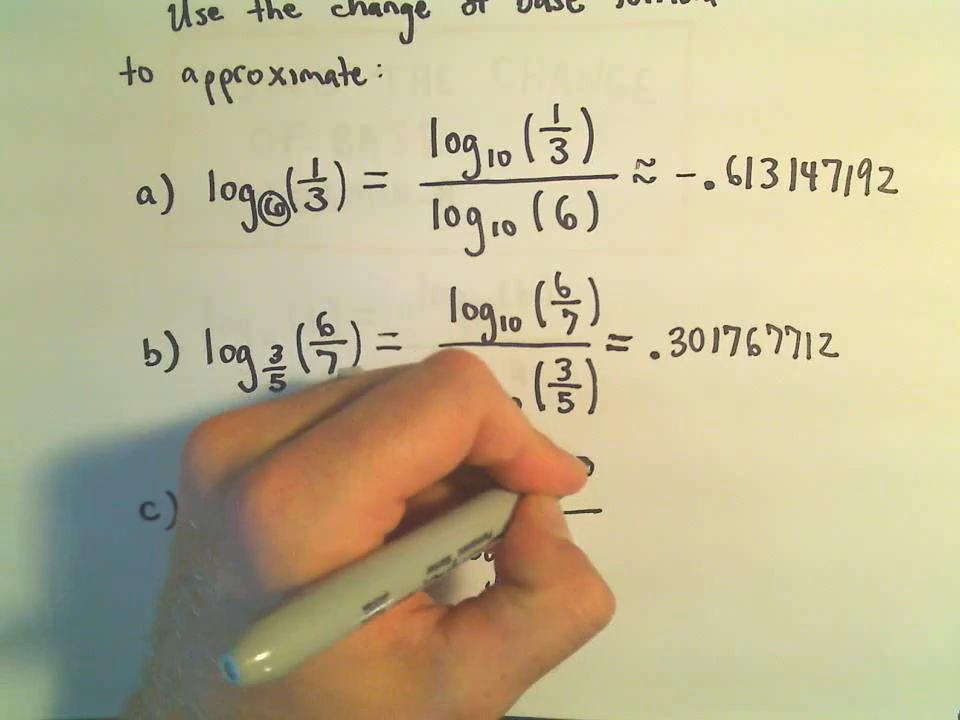 Use the change of base
to approximate:
a) log₆(1/3) = log₁₀(1/3) / log₁₀(6) ≈ -.613147192
b) log₃/₅(6/7) = log₁₀(6/7) / (3/5) = .301767712
c)